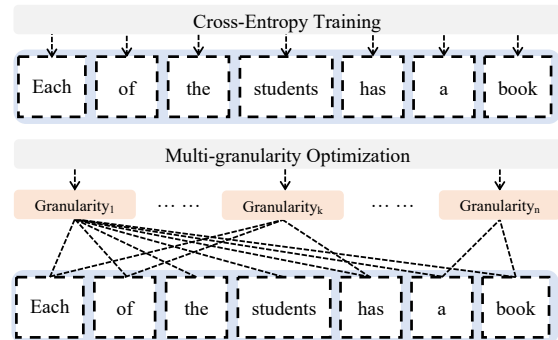 Cross-Entropy Training
Each of the students has a book
Multi-granularity Optimization
Granularity₁ ... ... Granularityₖ ... ... Granularityₙ
Each of the students has a book